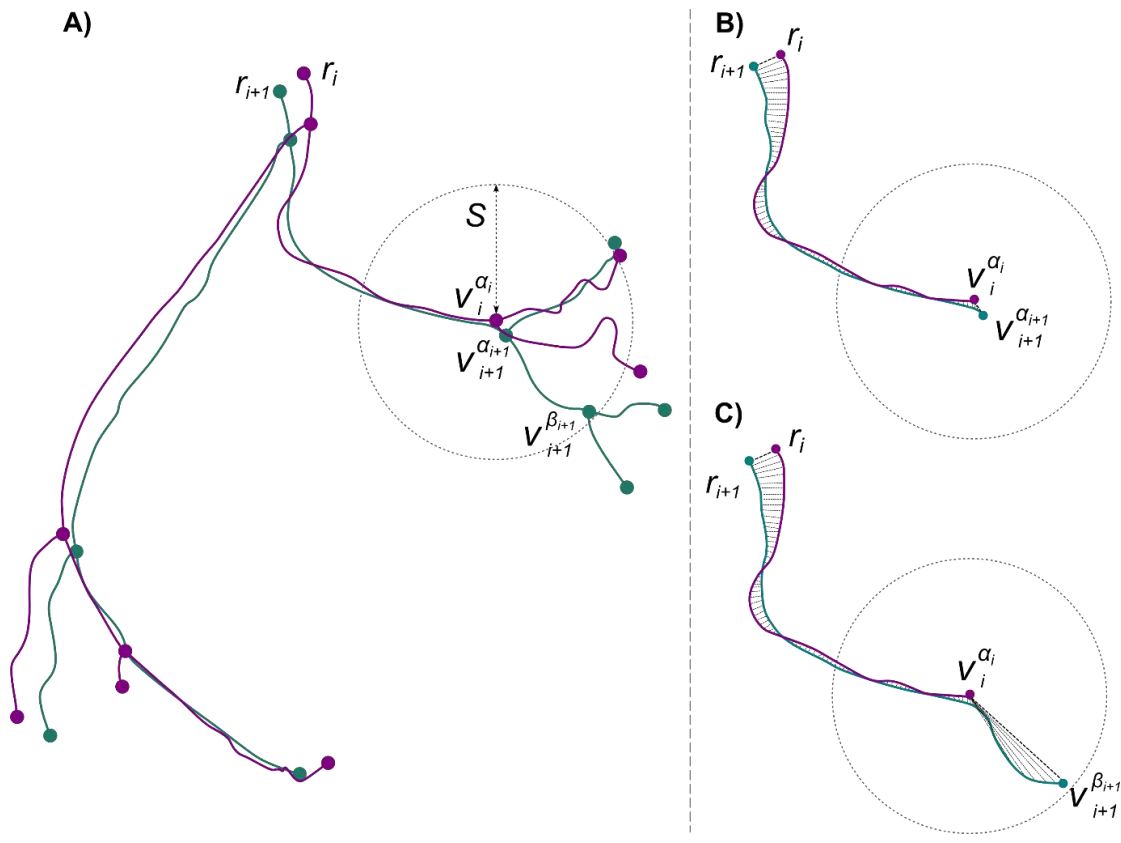 A)
r_{i+1} r_i
S
v_i^{α_i}
v_{i+1}^{α_{i+1}}
v_{i+1}^{β_{i+1}}
B)
r_i
r_{i+1}
v_i^{α_i}
v_{i+1}^{α_{i+1}}
C)
r_i
r_{i+1}
v_i^{α_i}
v_{i+1}^{β_{i+1}}